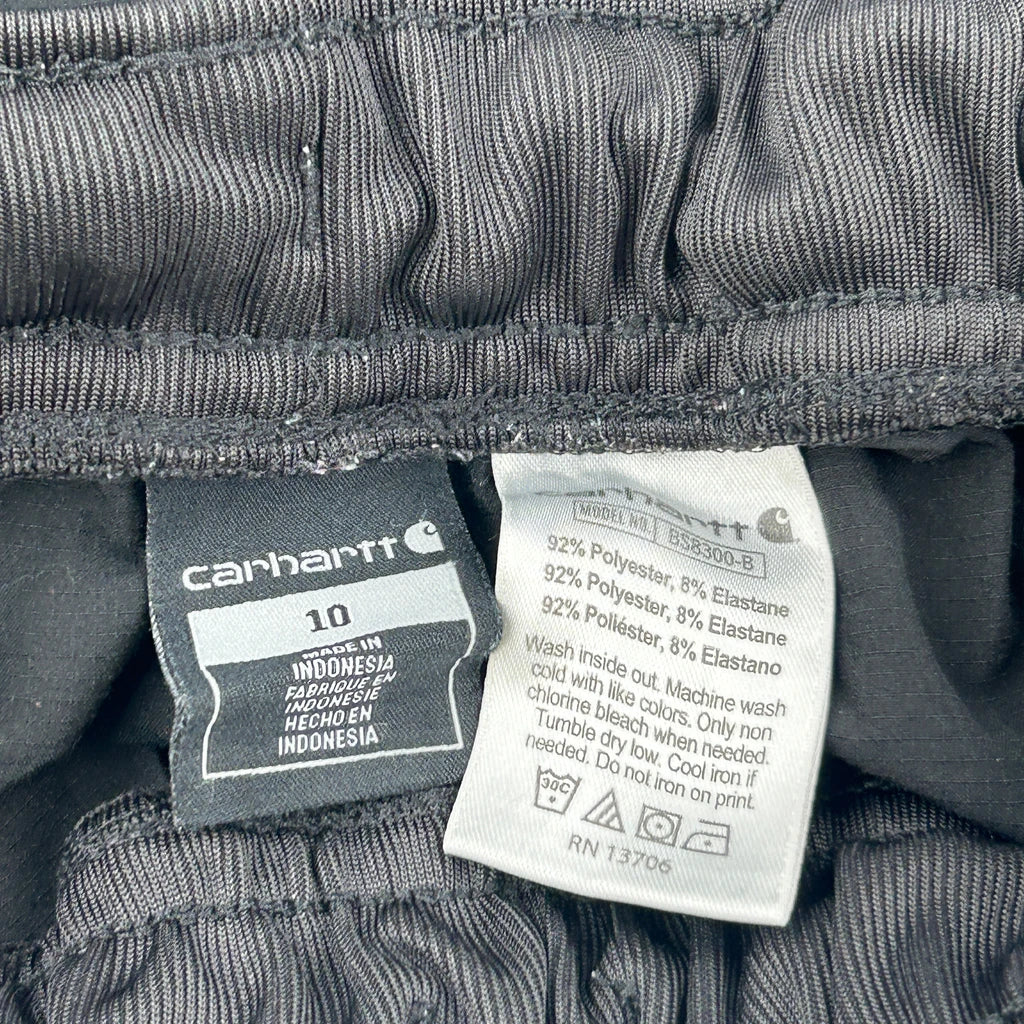 carhartt
10
MADE IN
INDONESIA
FABRIQUE EN
INDONESIE
HECHO EN
INDONESIA
carhartt
MODEL NO. BS8300-B
92% Polyester, 8% Elastane
92% Polyester, 8% Elastane
92% Poliéster, 8% Elastano
Wash inside out. Machine wash
cold with like colors. Only non
chlorine bleach when needed.
Tumble dry low. Cool iron if
needed. Do not iron on print.
30C
RN 13706